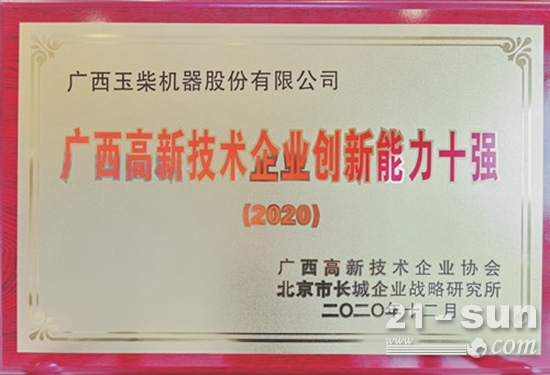 广西玉柴机器股份有限公司
广西高新技术企业创新能力十强
(2020)
广西高新技术企业协会
北京市长城企业战略研究所
二〇二〇年十二月
21-sun
.com